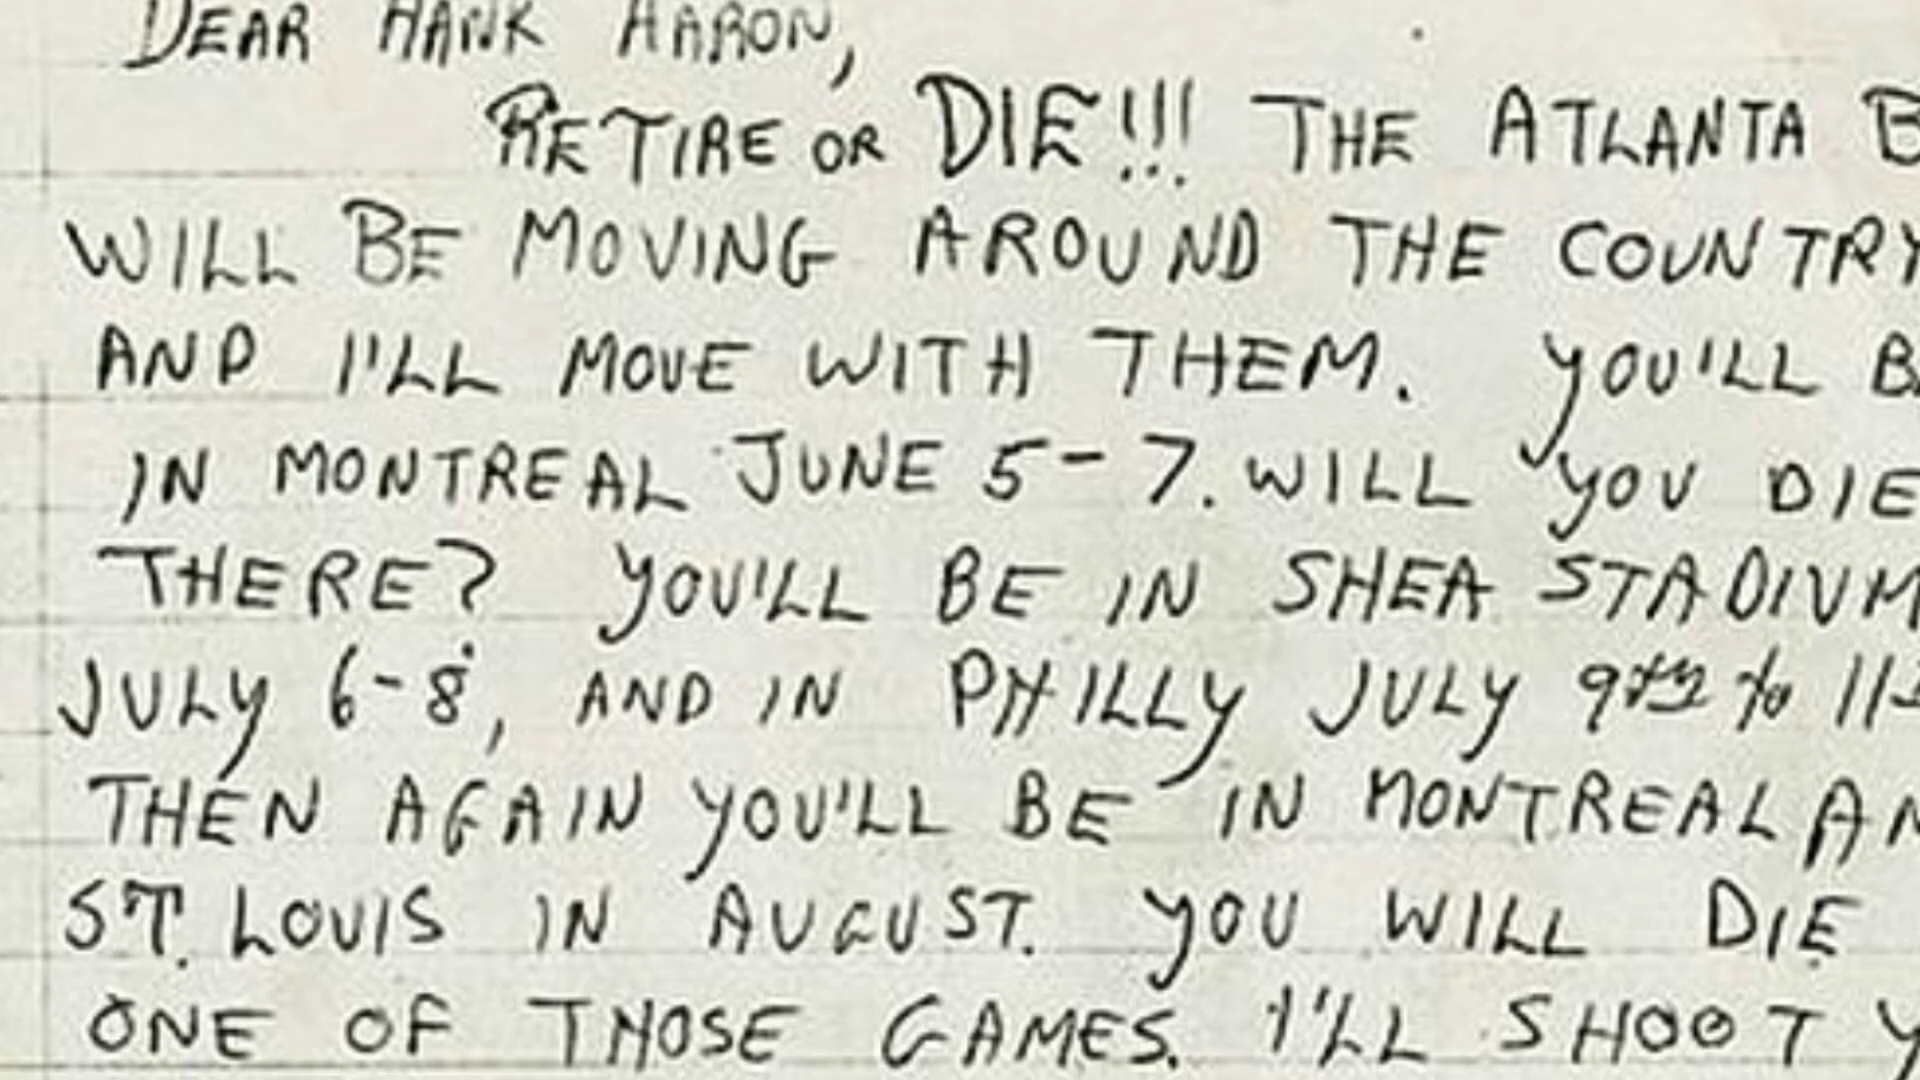 DEAR HANK AARON,
RETIRE OR DIE!!! THE ATLANTA B
WILL BE MOVING AROUND THE COUNTRY
AND I'LL MOVE WITH THEM. YOU'LL BE
IN MONTREAL JUNE 5-7. WILL YOU DIE
THERE? YOU'LL BE IN SHEA STADIUM
JULY 6-8, AND IN PHILLY JULY 9th to 11
THEN AGAIN YOU'LL BE IN MONTREAL AN
ST. LOUIS IN AUGUST. YOU WILL DIE
ONE OF THOSE GAMES. I'LL SHOOT Y